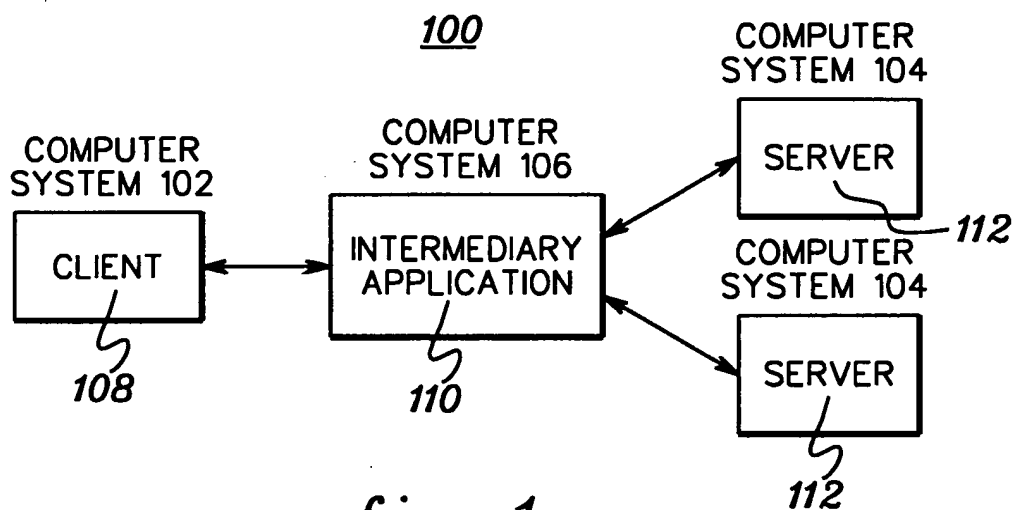 100
COMPUTER
SYSTEM 102
CLIENT
108
COMPUTER
SYSTEM 106
INTERMEDIARY
APPLICATION
110
COMPUTER
SYSTEM 104
SERVER
112
COMPUTER
SYSTEM 104
SERVER
112